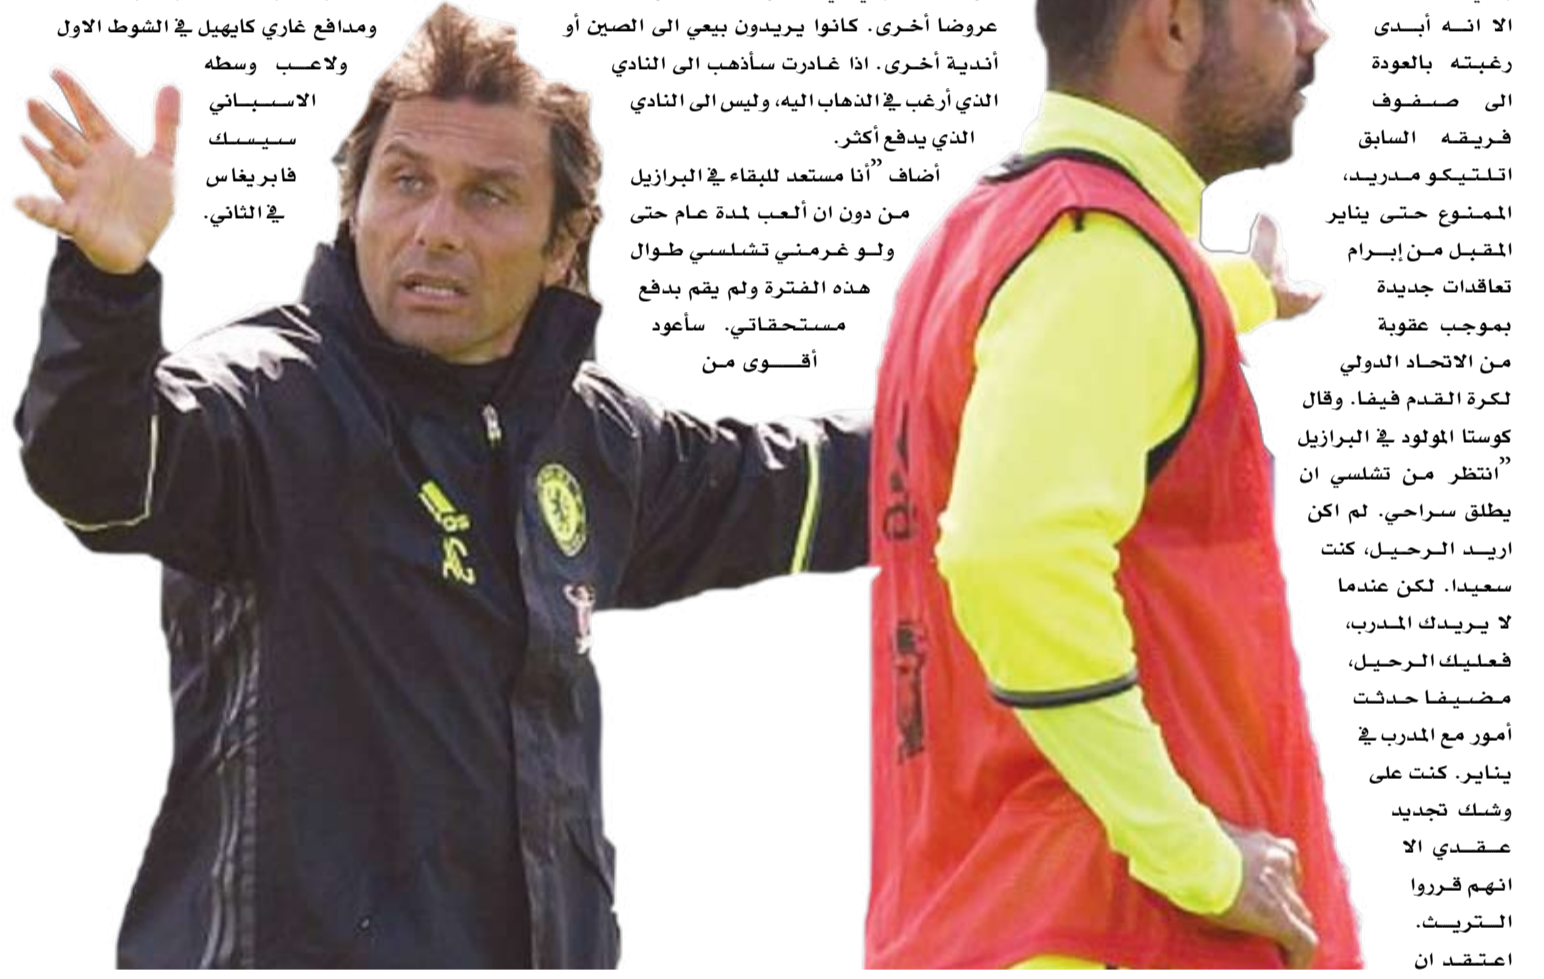 الا انه أبدى
رغبته بالعودة
الى صفوف
فريقه السابق
اتلتيكو مدريد،
الممنوع حتى يناير
المقبل من إبرام
تعاقدات جديدة
بموجب عقوبة
من الاتحاد الدولي
لكرة القدم فيفا. وقال
كوستا المولود في البرازيل
”انتظر من تشلسي ان
يطلق سراحي. لم اكن
اريد الرحيل، كنت
سعيدا. لكن عندما
لا يريدك المدرب،
فعليك الرحيل،
مضيفا حدثت
أمور مع المدرب في
يناير. كنت على
وشك تجديد
عقدي الا
انهم قرروا
التريث.
اعتقد ان
عروضا أخرى. كانوا يريدون بيعي الى الصين أو
أندية أخرى. اذا غادرت سأذهب الى النادي
الذي أرغب في الذهاب اليه، وليس الى النادي
الذي يدفع أكثر.
أضاف ”أنا مستعد للبقاء في البرازيل
من دون ان ألعب لمدة عام حتى
ولو غرمني تشلسي طوال
هذه الفترة ولم يقم بدفع
مستحقاتي. سأعود
أقوى من
ومدافع غاري كايهيل في الشوط الاول
ولاعب وسطه
الاسباني
سيسك
فابريغاس
في الثاني.